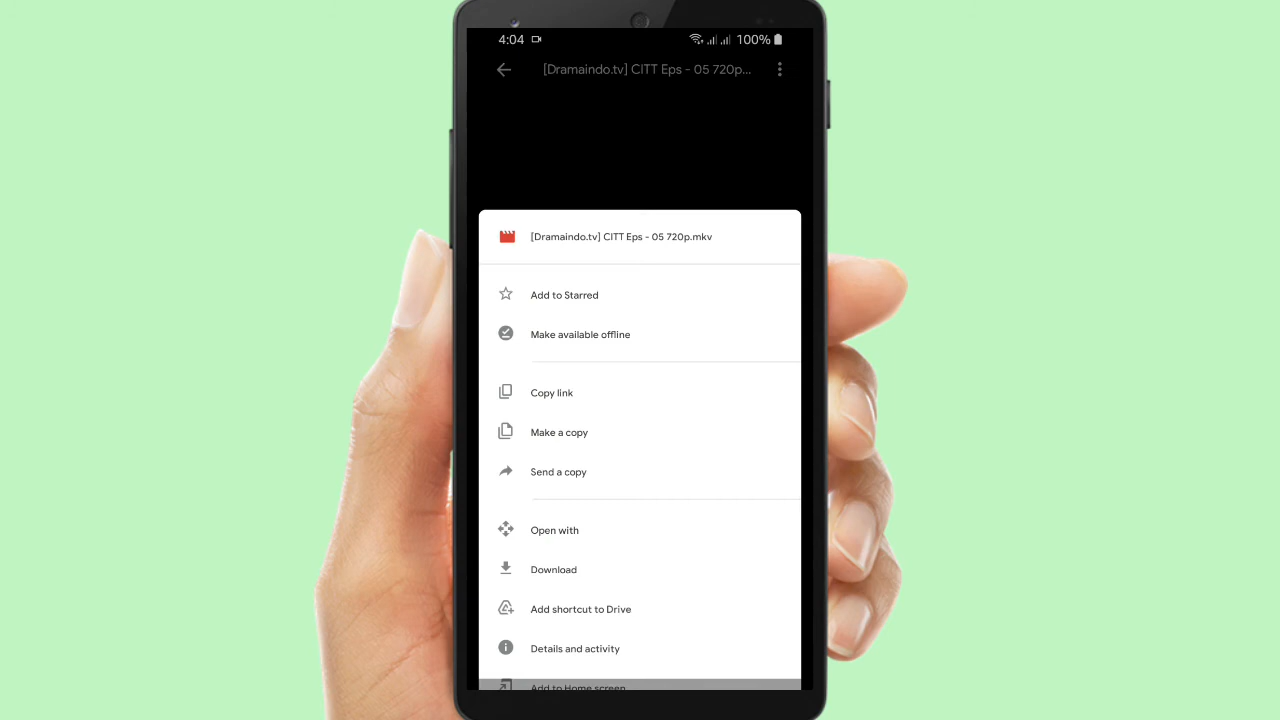 4:04 100%
[Dramaindo.tv] CITT Eps - 05 720p...
[Dramaindo.tv] CITT Eps - 05 720p.mkv
Add to Starred
Make available offline
Copy link
Make a copy
Send a copy
Open with
Download
Add shortcut to Drive
Details and activity
Add to Home screen